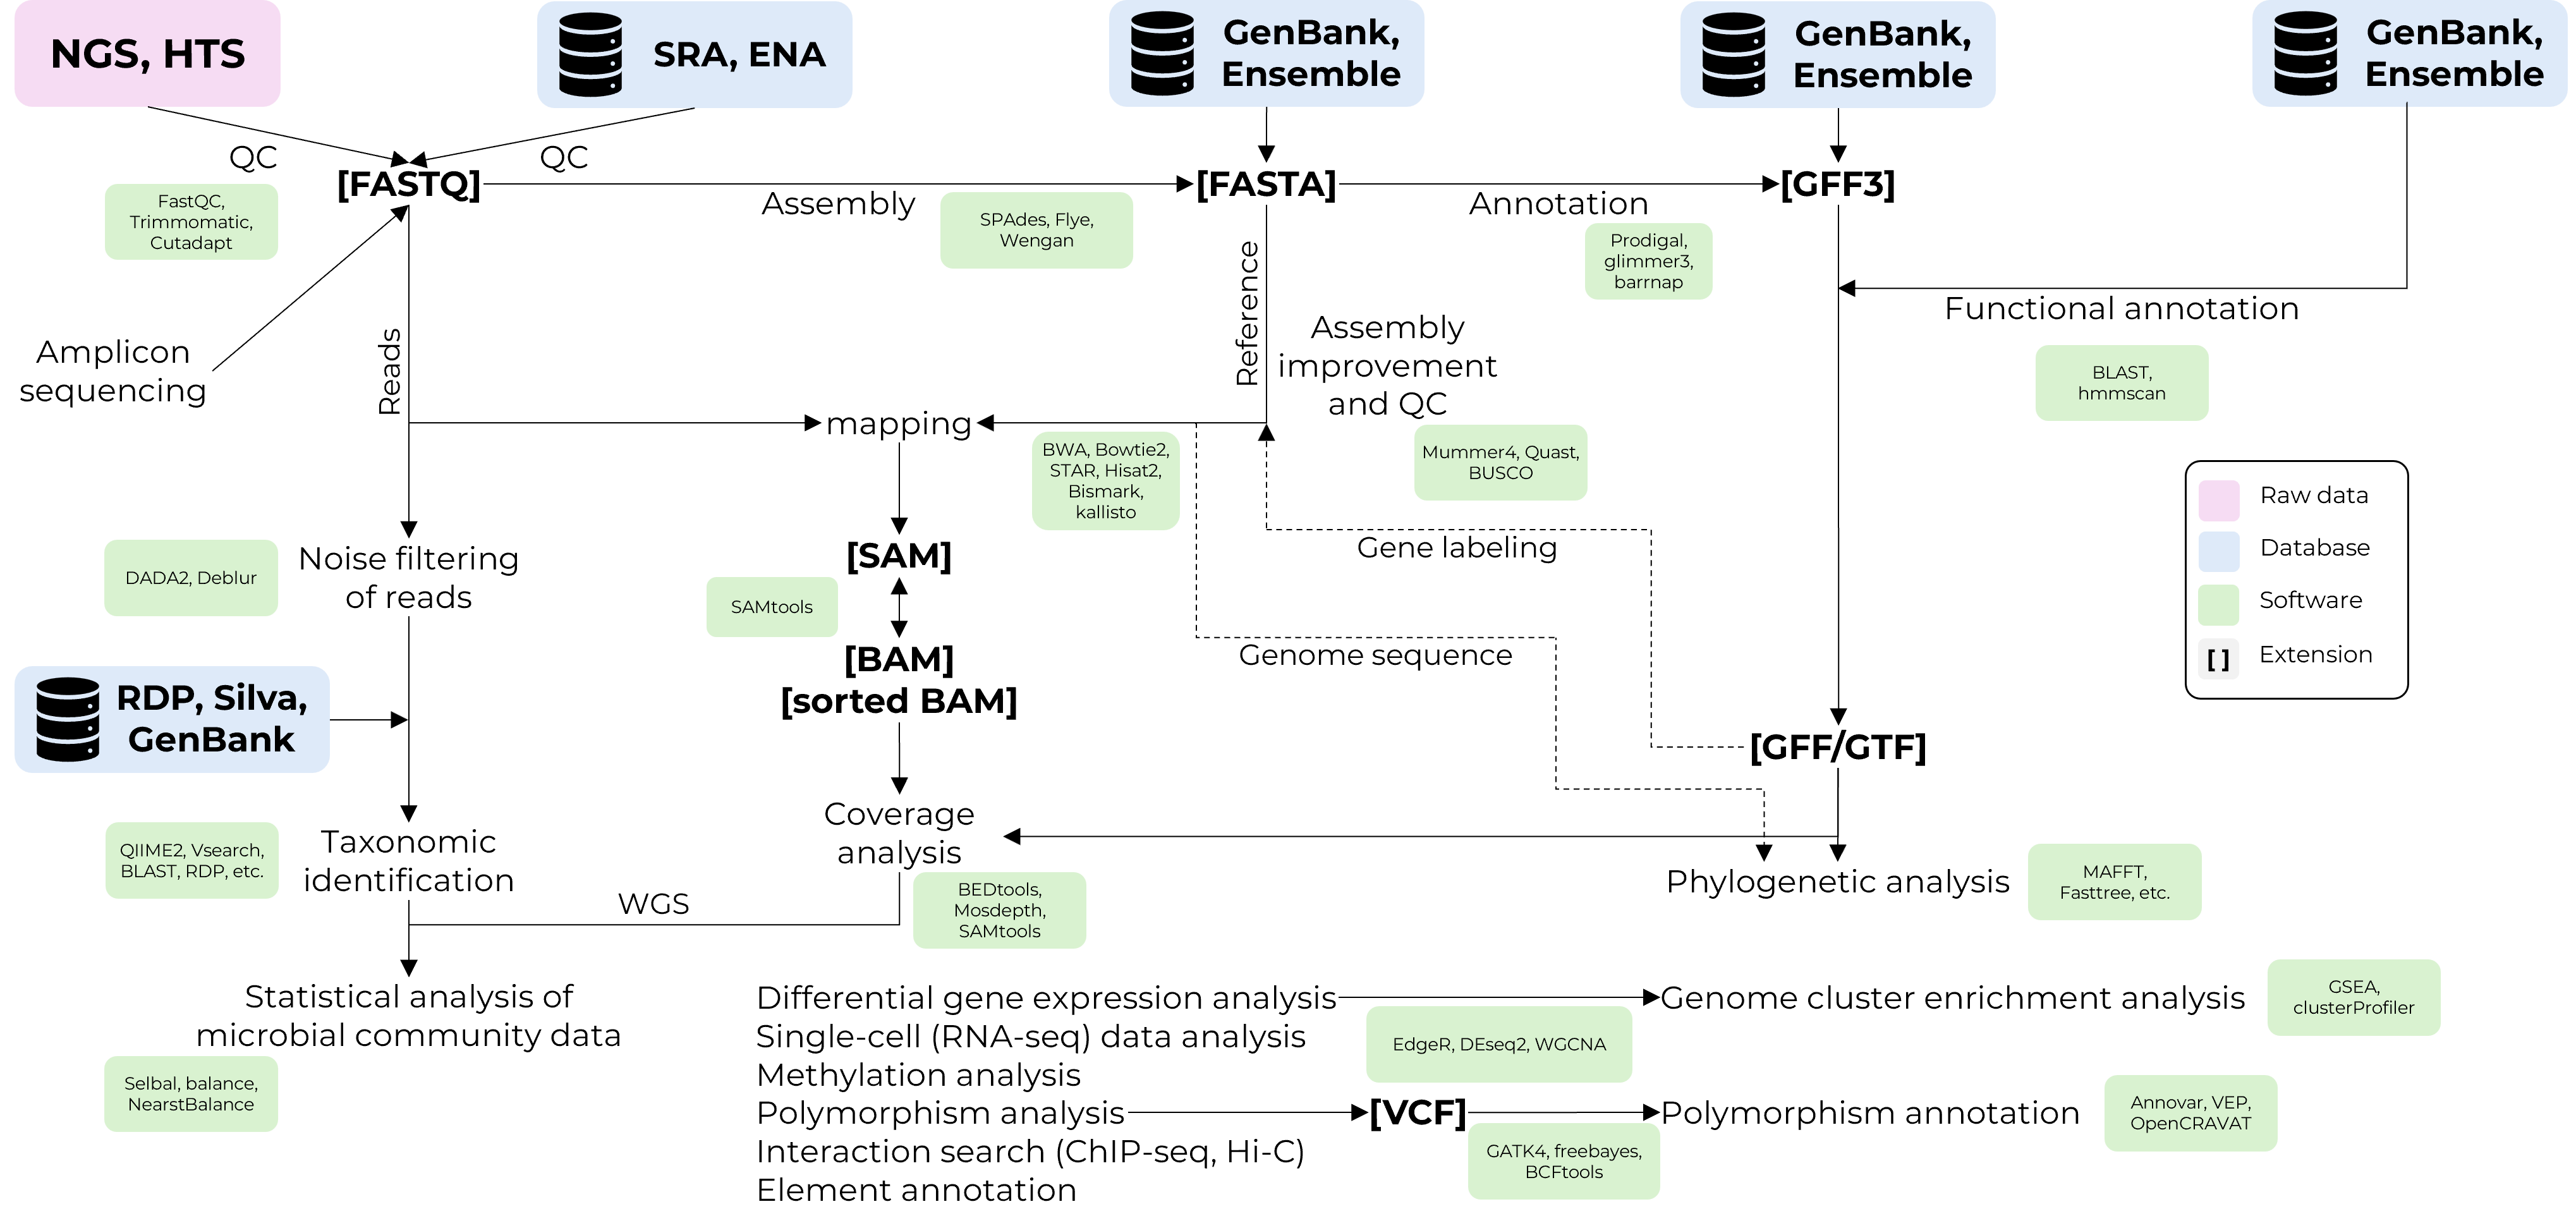 NGS, HTS
SRA, ENA
GenBank,
Ensemble
GenBank,
Ensemble
GenBank,
Ensemble
QC
QC
[FASTQ]
[FASTA]
[GFF3]
FastQC,
Trimmomatic,
Cutadapt
Assembly
SPAdes, Flye,
Wengan
Annotation
Prodigal,
glimmer3,
barrnap
Functional annotation
BLAST,
hmmscan
Amplicon
sequencing
Reads
Reference
Assembly
improvement
and QC
Mummer4, Quast,
BUSCO
mapping
BWA, Bowtie2,
STAR, Hisat2,
Bismark,
kallisto
Raw data
Database
Software
[ ] Extension
Gene labeling
Genome sequence
DADA2, Deblur
Noise filtering
of reads
[SAM]
SAMtools
[BAM]
[sorted BAM]
RDP, Silva,
GenBank
[GFF/GTF]
QIIME2, Vsearch,
BLAST, RDP, etc.
Taxonomic
identification
Coverage
analysis
BEDtools,
Mosdepth,
SAMtools
WGS
Phylogenetic analysis
MAFFT,
Fasttree, etc.
Statistical analysis of
microbial community data
Selbal, balance,
NearstBalance
Differential gene expression analysis
Genome cluster enrichment analysis
GSEA,
clusterProfiler
Single-cell (RNA-seq) data analysis
EdgeR, DEseq2, WGCNA
Methylation analysis
Polymorphism analysis
[VCF]
Polymorphism annotation
Annovar, VEP,
OpenCRAVAT
Interaction search (ChIP-seq, Hi-C)
GATK4, freebayes,
BCFtools
Element annotation